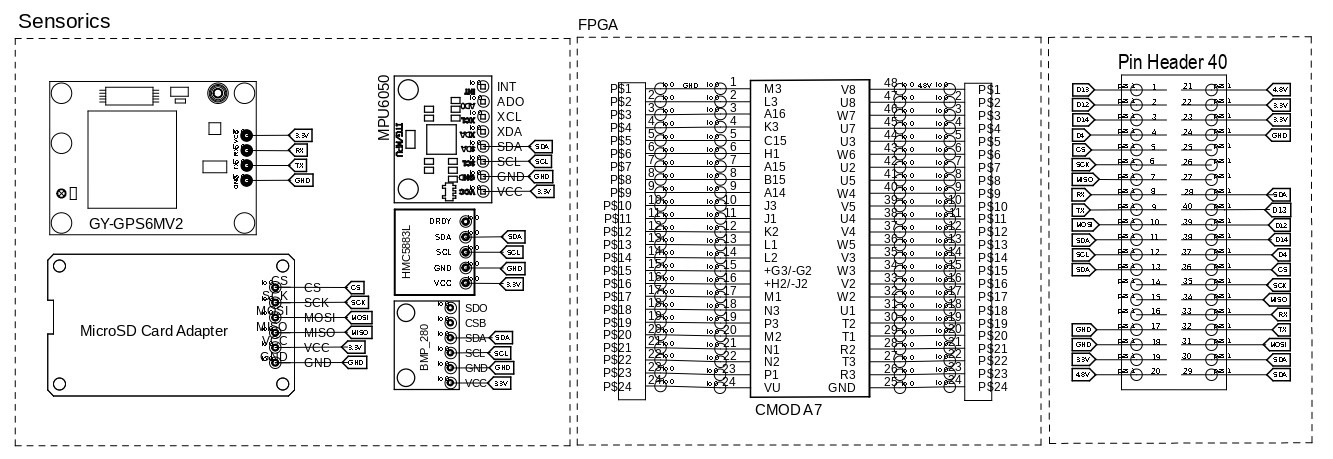 Sensorics
3.3V
RX
TX
GND
GY-GPS6MV2
MicroSD Card Adapter
CS CS
SCK SCK
MOSI MOSI
MISO MISO
VCC 3.3V
GND GND
MPU6050
INT
ADO
XCL
XDA
SDA SDA
SCL SCL
GND GND
VCC 3.3V
HMC5883L
DRDY
SDA SDA
SCL SCL
GND GND
VCC 3.3V
BMP_280
SDO
CSB
SDA SDA
SCL SCL
GND GND
VCC 3.3V
FPGA
P$1 1 M3 V8 48 P$1
P$2 2 L3 U8 47 P$2
P$3 3 A16 W7 46 P$3
P$4 4 K3 U7 45 P$4
P$5 5 C15 U3 44 P$5
P$6 6 H1 W6 43 P$6
P$7 7 A15 U2 42 P$7
P$8 8 B15 U5 41 P$8
P$9 9 A14 W4 40 P$9
P$10 10 J3 V5 39 P$10
P$11 11 J1 U4 38 P$11
P$12 12 K2 V4 37 P$12
P$13 13 L1 W5 36 P$13
P$14 14 L2 V3 35 P$14
P$15 15 +G3/-G2 W3 34 P$15
P$16 16 +H2/-J2 V2 33 P$16
P$17 17 M1 W2 32 P$17
P$18 18 N3 U1 31 P$18
P$19 19 P3 T2 30 P$19
P$20 20 M2 T1 29 P$20
P$21 21 N1 R2 28 P$21
P$22 22 N2 T3 27 P$22
P$23 23 P1 R3 26 P$23
P$24 24 VU GND 25 P$24
CMOD A7
Pin Header 40
D13 1 21 4.8V
D12 2 22 3.3V
D14 3 23 3.3V
D4 4 24 GND
CS 5 25
SCK 6 26
MISO 7 27
RX 8 SDA
TX 9 40 D13
MOSI 10 39 D12
SDA 11 38 D14
SCL 12 37 D4
SDA 13 36 CS
14 35 SCK
15 34 MISO
16 33 RX
GND 17 32 TX
GND 18 31 MOSI
3.3V 19 30 SDA
4.8V 20 29 SDA